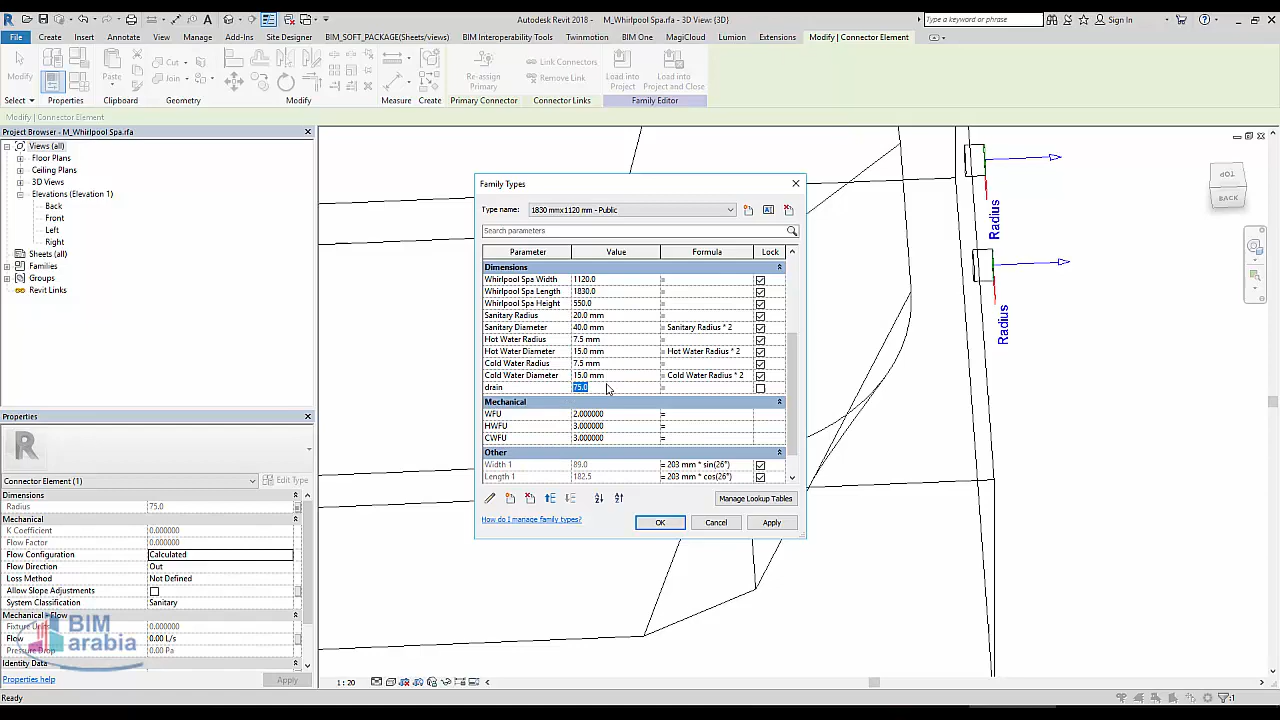 Autodesk Revit 2018 - M_Whirlpool Spa.rfa - 3D View: {3D}
Type a keyword or phrase
Sign In
File Create Insert Annotate View Manage Add-Ins Site Designer BIM_SOFT_PACKAGE(Sheets/views) BIM Interoperability Tools Twinmotion BIM One MagiCloud Lumion Extensions Modify | Connector Element
Modify
Paste
Cut
Join
Re-assign Primary
Link Connectors
Remove Link
Load into Project
Load into Project and Close
Select Properties Clipboard Geometry Modify Measure Create Primary Connector Connector Links Family Editor
Modify | Connector Element
Project Browser - M_Whirlpool Spa.rfa
Views (all)
Floor Plans
Ceiling Plans
3D Views
Elevations (Elevation 1)
Back
Front
Left
Right
Sheets (all)
Families
Groups
Revit Links
Properties
R
Connector Element (1) Edit Type
Dimensions
Radius 75.0
Mechanical
K Coefficient 0.000000
Flow Factor 0.000000
Flow Configuration Calculated
Flow Direction Out
Loss Method Not Defined
Allow Slope Adjustments
System Classification Sanitary
Mechanical - Flow
Fixture Units 0.000000
Flow 0.00 L/s
Pressure Drop 0.00 Pa
Identity Data
Properties help Apply
BIM
arabia
Family Types
Type name: 1830 mmx1120 mm - Public
Search parameters
Parameter Value Formula Lock
Dimensions
Whirlpool Spa Width 1120.0 =
Whirlpool Spa Length 1830.0 =
Whirlpool Spa Height 550.0 =
Sanitary Radius 20.0 mm =
Sanitary Diameter 40.0 mm = Sanitary Radius * 2
Hot Water Radius 7.5 mm =
Hot Water Diameter 15.0 mm = Hot Water Radius * 2
Cold Water Radius 7.5 mm =
Cold Water Diameter 15.0 mm = Cold Water Radius * 2
drain 75.0 =
Mechanical
WFU 2.000000 =
HWFU 3.000000 =
CWFU 3.000000 =
Other
Width 1 89.0 = 203 mm * sin(26°)
Length 1 182.5 = 203 mm * cos(26°)
Manage Lookup Tables
How do I manage family types?
OK Cancel Apply
Radius
Radius
TOP
BACK
1 : 20
Ready
:1